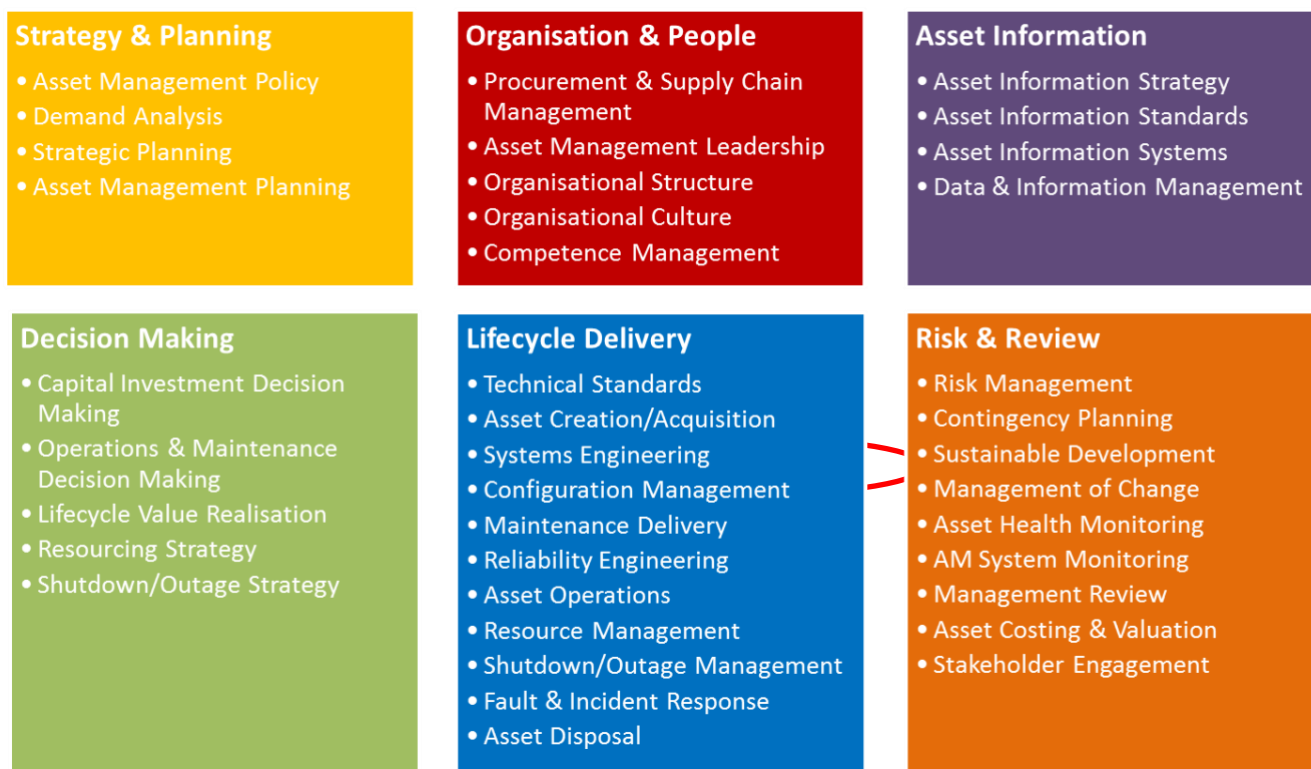 Strategy & Planning
• Asset Management Policy
• Demand Analysis
• Strategic Planning
• Asset Management Planning
Organisation & People
• Procurement & Supply Chain
Management
• Asset Management Leadership
• Organisational Structure
• Organisational Culture
• Competence Management
Asset Information
• Asset Information Strategy
• Asset Information Standards
• Asset Information Systems
• Data & Information Management
Decision Making
• Capital Investment Decision
Making
• Operations & Maintenance
Decision Making
• Lifecycle Value Realisation
• Resourcing Strategy
• Shutdown/Outage Strategy
Lifecycle Delivery
• Technical Standards
• Asset Creation/Acquisition
• Systems Engineering
• Configuration Management
• Maintenance Delivery
• Reliability Engineering
• Asset Operations
• Resource Management
• Shutdown/Outage Management
• Fault & Incident Response
• Asset Disposal
Risk & Review
• Risk Management
• Contingency Planning
• Sustainable Development
• Management of Change
• Asset Health Monitoring
• AM System Monitoring
• Management Review
• Asset Costing & Valuation
• Stakeholder Engagement